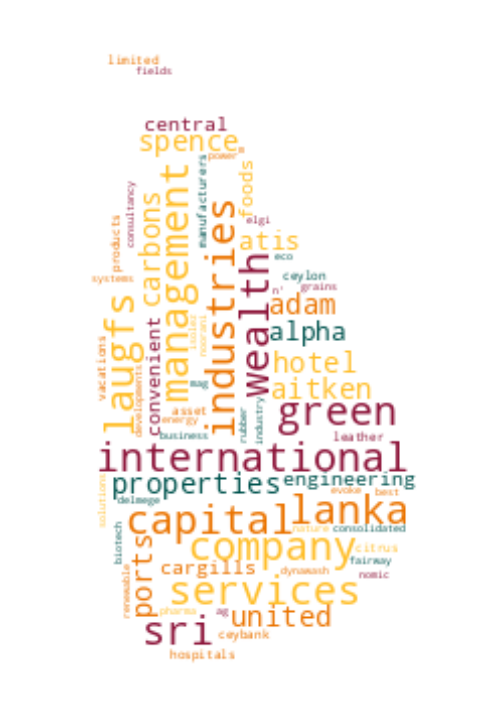 limited
fields
central
spence
power
n
manufacturers
foods
management
consultancy
carbons
industries
products
elgi
atis
eco
wealth
systems
ceylon
n'
grains
adam
laugfs
convenient
alpha
noorani
vacations
hotel
developments
mag
aitken
asset
green
energy
rubber
industry
business
leather
international
properties
engineering
solutions
evoke
best
delmege
lanka
capital
nature
consolidated
biotech
ports
company
citrus
fairway
cargills
dynawash
nomic
renewable
services
pharma
ag
united
sri
ceybank
hospitals